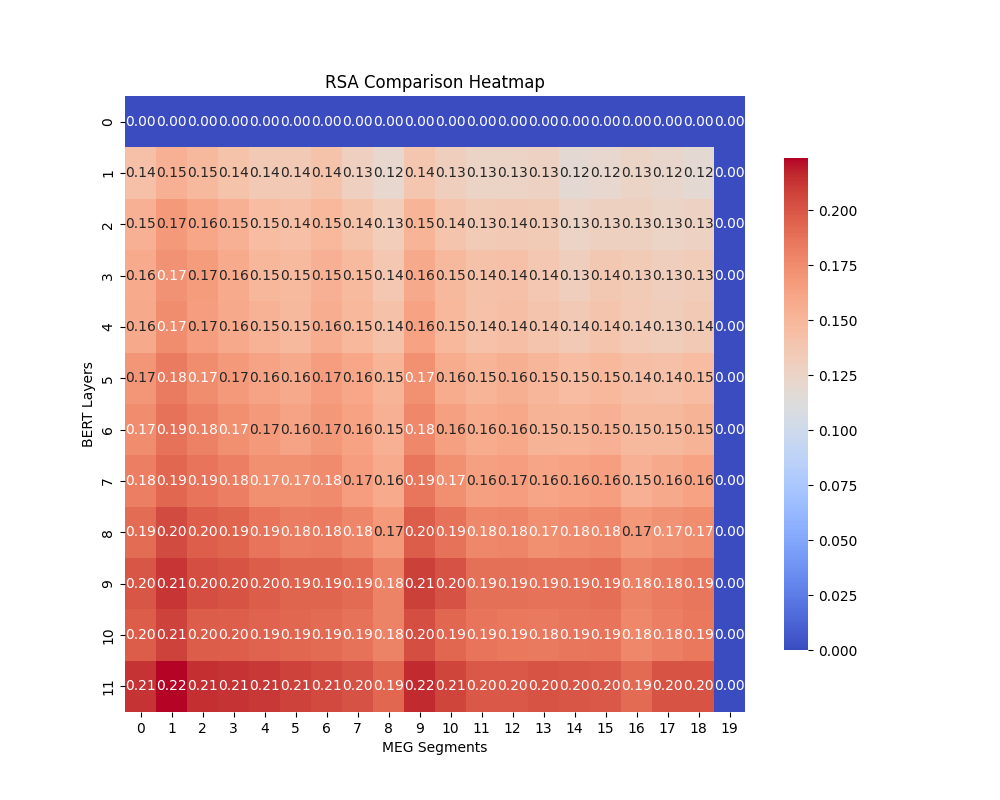 RSA Comparison Heatmap
0 0.00 0.00 0.00 0.00 0.00 0.00 0.00 0.00 0.00 0.00 0.00 0.00 0.00 0.00 0.00 0.00 0.00 0.00 0.00 0.00
1 0.14 0.15 0.15 0.14 0.14 0.14 0.14 0.13 0.12 0.14 0.13 0.13 0.13 0.13 0.12 0.12 0.13 0.12 0.12 0.00
2 0.15 0.17 0.16 0.15 0.15 0.14 0.15 0.14 0.13 0.15 0.14 0.13 0.14 0.13 0.13 0.13 0.13 0.13 0.13 0.00
3 0.16 0.17 0.17 0.16 0.15 0.15 0.15 0.15 0.14 0.16 0.15 0.14 0.14 0.14 0.13 0.14 0.13 0.13 0.13 0.00
4 0.16 0.17 0.17 0.16 0.15 0.15 0.16 0.15 0.14 0.16 0.15 0.14 0.14 0.14 0.14 0.14 0.14 0.13 0.14 0.00
5 0.17 0.18 0.17 0.17 0.16 0.16 0.17 0.16 0.15 0.17 0.16 0.15 0.16 0.15 0.15 0.15 0.14 0.14 0.15 0.00
6 0.17 0.19 0.18 0.17 0.17 0.16 0.17 0.16 0.15 0.18 0.16 0.16 0.16 0.15 0.15 0.15 0.15 0.15 0.15 0.00
7 0.18 0.19 0.19 0.18 0.17 0.17 0.18 0.17 0.16 0.19 0.17 0.16 0.17 0.16 0.16 0.16 0.15 0.16 0.16 0.00
8 0.19 0.20 0.20 0.19 0.19 0.18 0.18 0.18 0.17 0.20 0.19 0.18 0.18 0.17 0.18 0.18 0.17 0.17 0.17 0.00
9 0.20 0.21 0.20 0.20 0.20 0.19 0.19 0.19 0.18 0.21 0.20 0.19 0.19 0.19 0.19 0.19 0.18 0.18 0.19 0.00
10 0.20 0.21 0.20 0.20 0.19 0.19 0.19 0.19 0.18 0.20 0.19 0.19 0.19 0.18 0.19 0.19 0.18 0.18 0.19 0.00
11 0.21 0.22 0.21 0.21 0.21 0.21 0.21 0.20 0.19 0.22 0.21 0.20 0.20 0.20 0.20 0.20 0.19 0.20 0.20 0.00
0 1 2 3 4 5 6 7 8 9 10 11 12 13 14 15 16 17 18 19
MEG Segments
BERT Layers
0.200
0.175
0.150
0.125
0.100
0.075
0.050
0.025
0.000